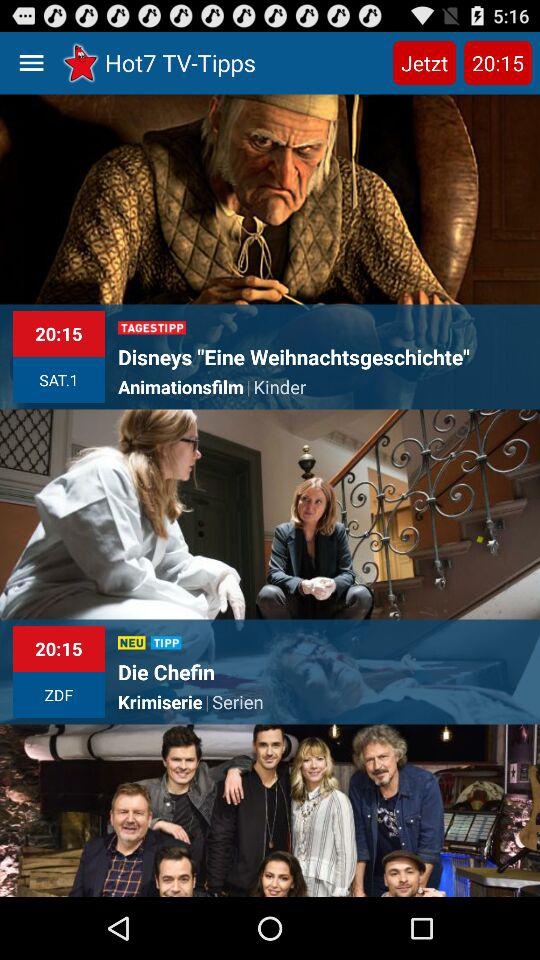 5:16
Hot7 TV-Tipps
Jetzt
20:15
20:15
SAT.1
TAGESTIPP
Disneys "Eine Weihnachtsgeschichte"
Animationsfilm | Kinder
20:15
ZDF
NEU TIPP
Die Chefin
Krimiserie | Serien